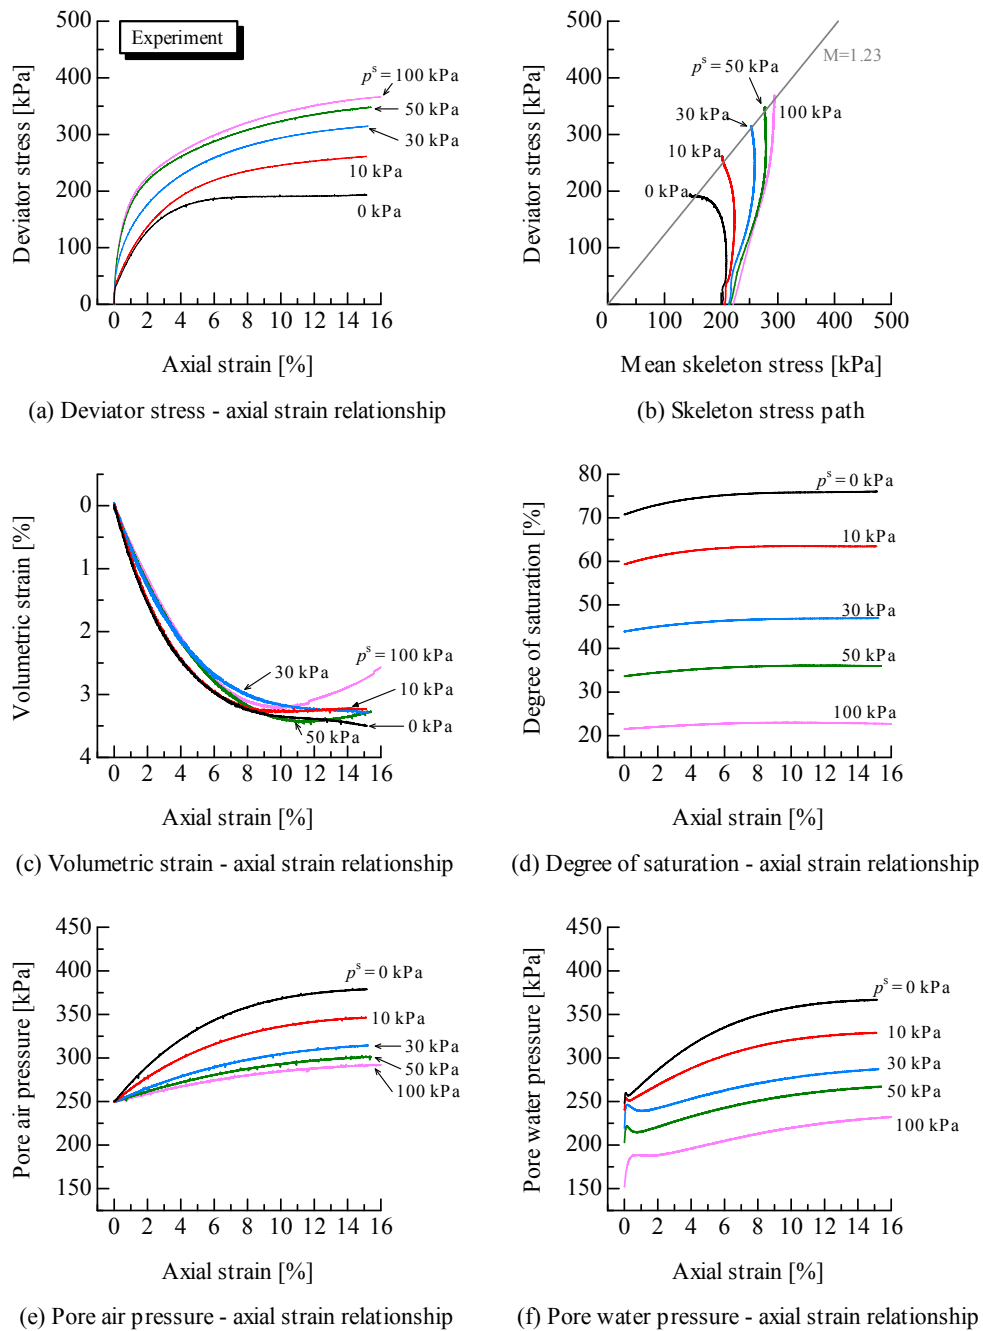 500
400
300
200
100
0
Deviator stress [kPa]
Experiment
pˢ = 100 kPa
50 kPa
30 kPa
10 kPa
0 kPa
0 2 4 6 8 10 12 14 16
Axial strain [%]
(a) Deviator stress - axial strain relationship
500
400
300
200
100
0
Deviator stress [kPa]
M=1.23
pˢ = 50 kPa
30 kPa
100 kPa
10 kPa
0 kPa
0 100 200 300 400 500
Mean skeleton stress [kPa]
(b) Skeleton stress path
0
1
2
3
4
Volumetric strain [%]
pˢ = 100 kPa
30 kPa
10 kPa
50 kPa
0 kPa
0 2 4 6 8 10 12 14 16
Axial strain [%]
(c) Volumetric strain - axial strain relationship
80
70
60
50
40
30
20
Degree of saturation [%]
pˢ = 0 kPa
10 kPa
30 kPa
50 kPa
100 kPa
0 2 4 6 8 10 12 14 16
Axial strain [%]
(d) Degree of saturation - axial strain relationship
450
400
350
300
250
200
150
Pore air pressure [kPa]
pˢ = 0 kPa
10 kPa
30 kPa
50 kPa
100 kPa
0 2 4 6 8 10 12 14 16
Axial strain [%]
(e) Pore air pressure - axial strain relationship
450
400
350
300
250
200
150
Pore water pressure [kPa]
pˢ = 0 kPa
10 kPa
30 kPa
50 kPa
100 kPa
0 2 4 6 8 10 12 14 16
Axial strain [%]
(f) Pore water pressure - axial strain relationship